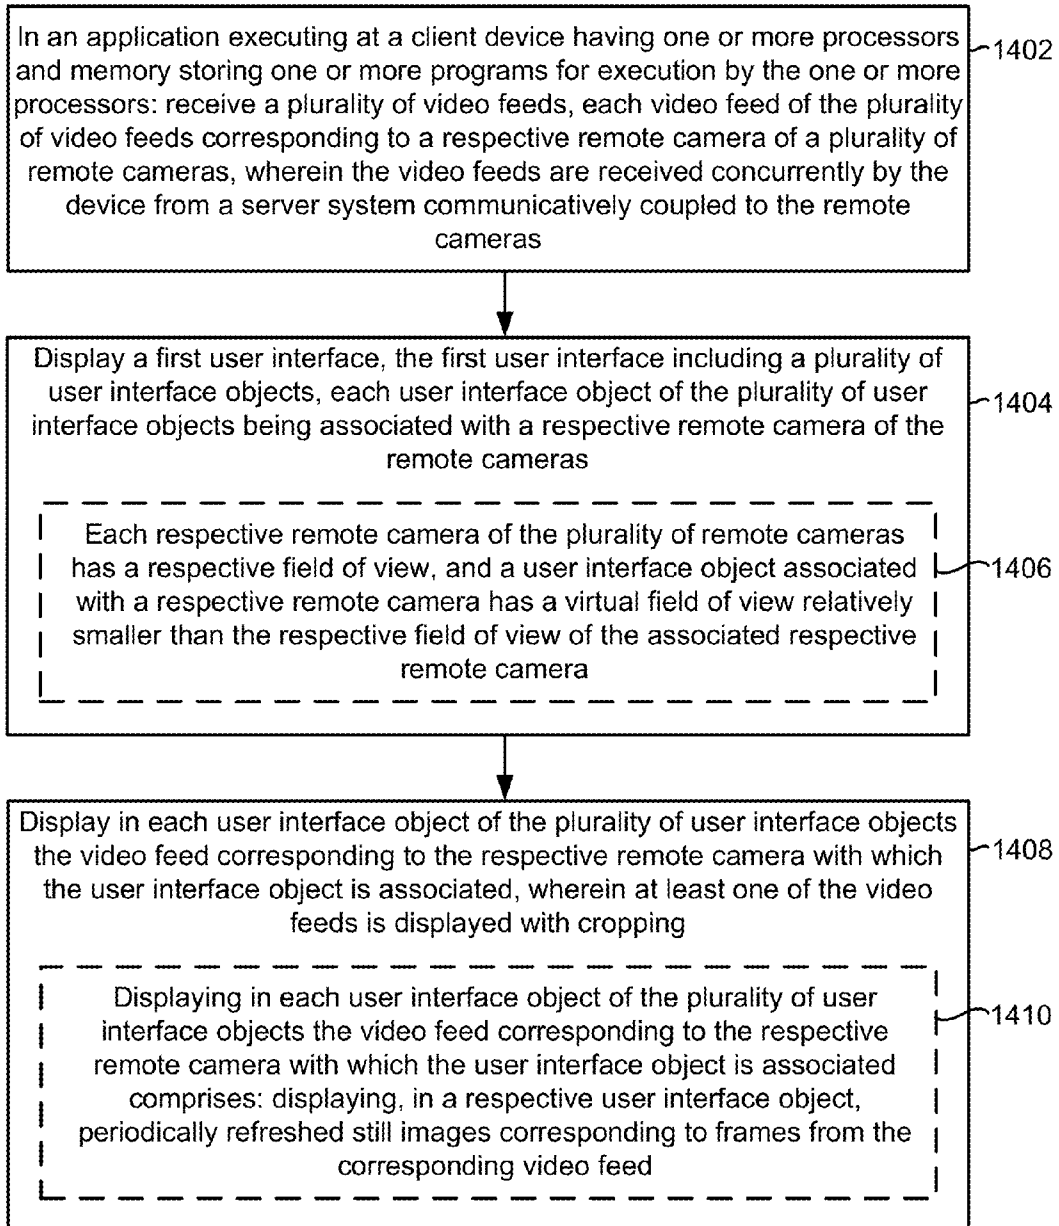 In an application executing at a client device having one or more processors
and memory storing one or more programs for execution by the one or more
processors: receive a plurality of video feeds, each video feed of the plurality
of video feeds corresponding to a respective remote camera of a plurality of
remote cameras, wherein the video feeds are received concurrently by the
device from a server system communicatively coupled to the remote
cameras
1402
Display a first user interface, the first user interface including a plurality of
user interface objects, each user interface object of the plurality of user
interface objects being associated with a respective remote camera of the
remote cameras
1404
Each respective remote camera of the plurality of remote cameras
has a respective field of view, and a user interface object associated
with a respective remote camera has a virtual field of view relatively
smaller than the respective field of view of the associated respective
remote camera
1406
Display in each user interface object of the plurality of user interface objects
the video feed corresponding to the respective remote camera with which
the user interface object is associated, wherein at least one of the video
feeds is displayed with cropping
1408
Displaying in each user interface object of the plurality of user
interface objects the video feed corresponding to the respective
remote camera with which the user interface object is associated
comprises: displaying, in a respective user interface object,
periodically refreshed still images corresponding to frames from the
corresponding video feed
1410